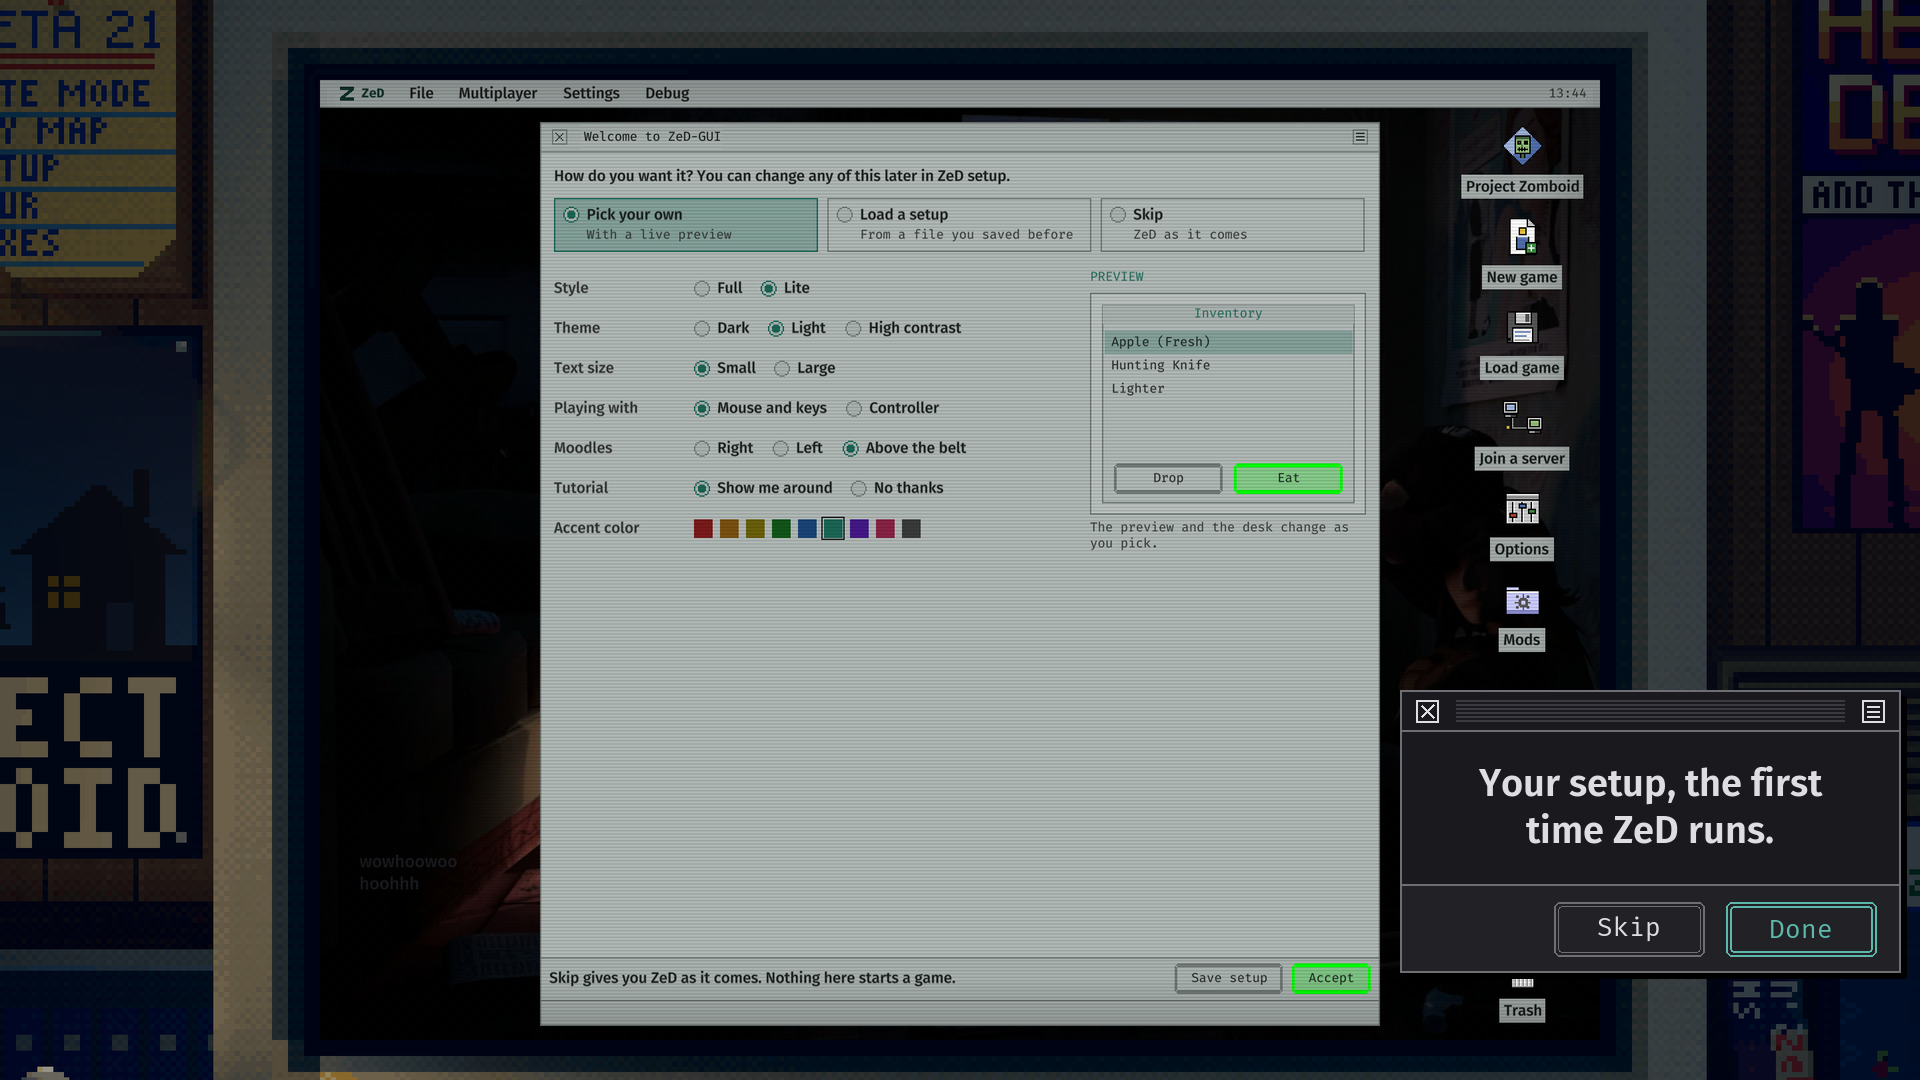 ETA 21
TE MODE
Y MAP
TUP
UR
XES
ECT
OID
ZeD File Multiplayer Settings Debug 13:44
Welcome to ZeD-GUI
How do you want it? You can change any of this later in ZeD setup.
Pick your own
With a live preview
Load a setup
From a file you saved before
Skip
ZeD as it comes
Style Full Lite
Theme Dark Light High contrast
Text size Small Large
Playing with Mouse and keys Controller
Moodles Right Left Above the belt
Tutorial Show me around No thanks
Accent color
PREVIEW
Inventory
Apple (Fresh)
Hunting Knife
Lighter
Drop Eat
The preview and the desk change as
you pick.
Skip gives you ZeD as it comes. Nothing here starts a game.
Save setup Accept
wowhoowoo
hoohhh
Project Zomboid
New game
Load game
Join a server
Options
Mods
Trash
Your setup, the first
time ZeD runs.
Skip Done
AND TH